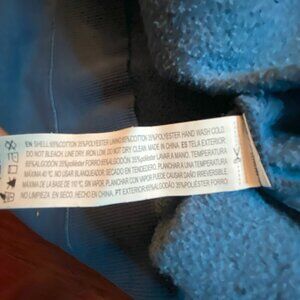 EN SHELL:65%COTTON 35%POLYESTER LINING:65%COTTON 35%POLYESTER HAND WASH COLD.
DO NOT BLEACH. LINE DRY. IRON LOW. DO NOT DRY CLEAN. MADE IN CHINA. ES TELA EXTERIOR:
65%ALGODÓN 35%poliéster FORRO:65%ALGODÓN 35%poliéster LAVAR A MANO, TEMPERATURA
MÁXIMA 40 ºC. NO USAR BLANQUEADOR. SECADO EN TENDEDERO. PLANCHAR A UNA TEMPERATURA
MÁXIMA DE LA BASE DE 110 ºC, SIN VAPOR. PLANCHAR CON VAPOR PUEDE CAUSAR DAÑO IRREVERSIBLE.
NO LIMPIEZA. EN SECO. HECHO EN CHINA. PT EXTERIOR:65%ALGODÃO 35%POLIÉSTER FORRO: